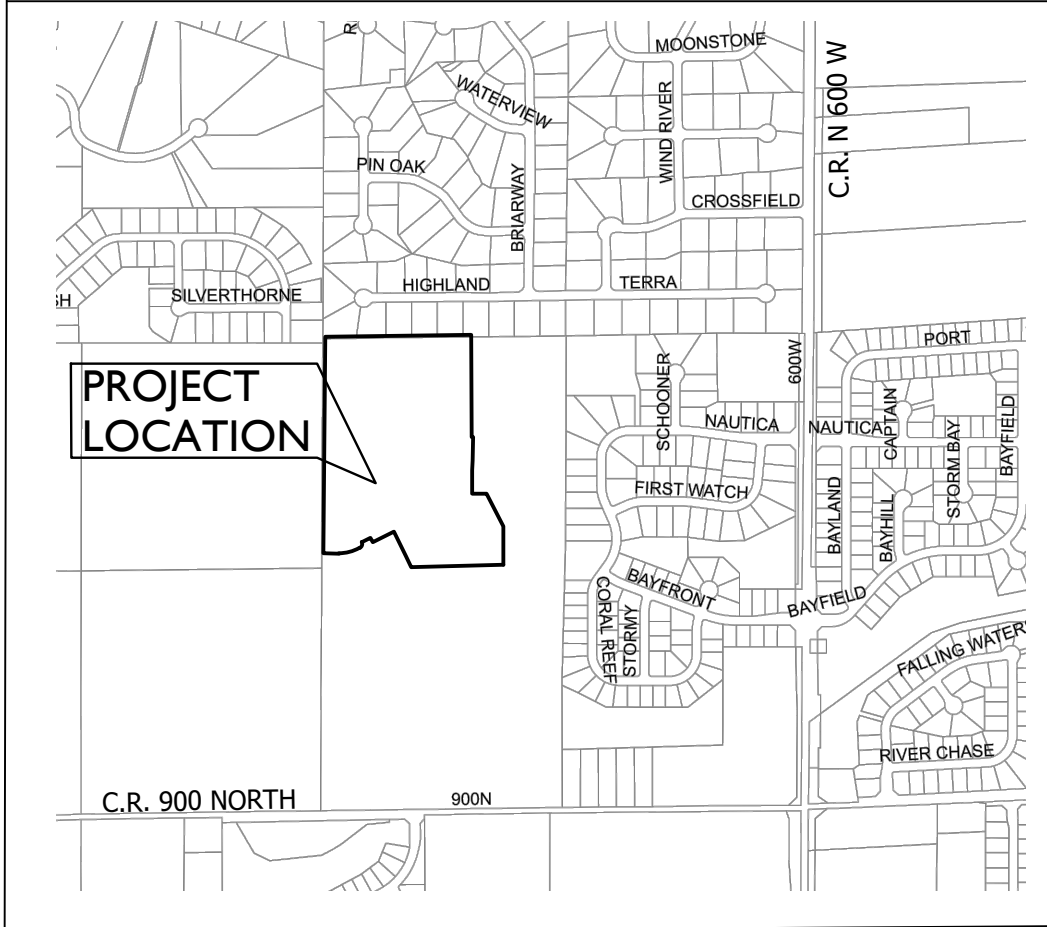 R
MOONSTONE
WATERVIEW
C.R. N 600 W
WIND RIVER
PIN OAK
BRIARWAY
CROSSFIELD
HIGHLAND
TERRA
SH
SILVERTHORNE
PROJECT
LOCATION
SCHOONER
600W
PORT
NAUTICA
NAUTICA
CAPTAIN
BAYFIELD
STORM BAY
FIRST WATCH
BAYLAND
BAYHILL
BAYFRONT
BAYFIELD
CORAL REEF
STORMY
FALLING WATER
RIVER CHASE
C.R. 900 NORTH
900N